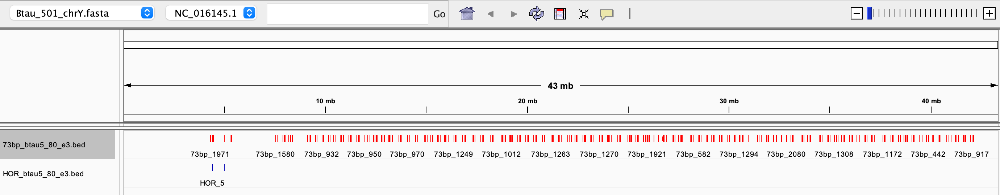 Btau_501_chrY.fasta NC_016145.1 Go
43 mb
10 mb 20 mb 30 mb 40 mb
73bp_btau5_80_e3.bed
73bp_1971 73bp_1580 73bp_932 73bp_950 73bp_970 73bp_1249 73bp_1012 73bp_1263 73bp_1270 73bp_1921 73bp_582 73bp_1294 73bp_2080 73bp_1308 73bp_1172 73bp_442 73bp_917
HOR_btau5_80_e3.bed
HOR_5